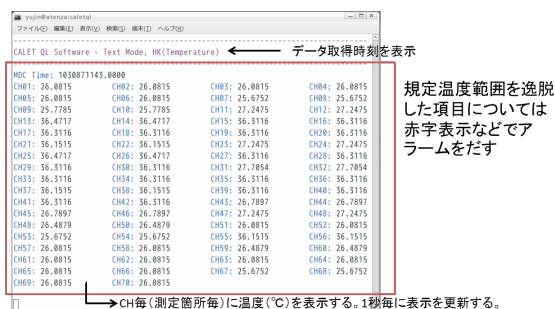 yujin@atenza:caletql
ファイル(F) 編集(E) 表示(V) 検索(S) 端末(T) ヘルプ(H)
CALET QL Software - Text Mode, HK(Temperature)
データ取得時刻を表示
MDC Time: 1030871143.0000
CH01: 26.0815 CH02: 26.0815 CH03: 26.0815 CH04: 26.0815
CH05: 26.0815 CH06: 26.0815 CH07: 25.6752 CH08: 25.6752
CH09: 25.7785 CH10: 25.7785 CH11: 27.2475 CH12: 27.2475
CH13: 36.4717 CH14: 36.4717 CH15: 36.3116 CH16: 36.3116
CH17: 36.3116 CH18: 36.3116 CH19: 36.3116 CH20: 36.3116
CH21: 36.1515 CH22: 36.1515 CH23: 27.2475 CH24: 27.2475
CH25: 36.4717 CH26: 36.4717 CH27: 36.3116 CH28: 36.3116
CH29: 36.3116 CH30: 36.3116 CH31: 27.7054 CH32: 27.7054
CH33: 36.3116 CH34: 36.3116 CH35: 36.3116 CH36: 36.3116
CH37: 36.1515 CH38: 36.1515 CH39: 36.3116 CH40: 36.3116
CH41: 36.3116 CH42: 36.3116 CH43: 26.7897 CH44: 26.7897
CH45: 26.7897 CH46: 26.7897 CH47: 27.2475 CH48: 27.2475
CH49: 26.4879 CH50: 26.4879 CH51: 26.0815 CH52: 26.0815
CH53: 25.6752 CH54: 25.6752 CH55: 36.1515 CH56: 36.1515
CH57: 26.0815 CH58: 26.0815 CH59: 26.4879 CH60: 26.4879
CH61: 26.0815 CH62: 26.0815 CH63: 26.0815 CH64: 26.0815
CH65: 26.0815 CH66: 26.0815 CH67: 25.6752 CH68: 25.6752
CH69: 26.0815 CH70: 26.0815
規定温度範囲を逸脱
した項目については
赤字表示などでア
ラームをだす
CH毎(測定箇所毎)に温度(℃)を表示する。1秒毎に表示を更新する。